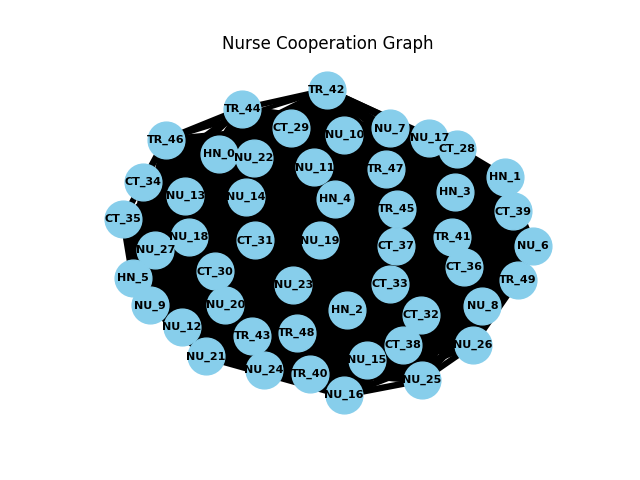 Nurse Cooperation Graph
TR_42
TR_44
CT_29
NU_7
NU_10
NU_17
TR_46
CT_28
HN_0
NU_22
NU_11
TR_47
HN_1
CT_34
HN_3
NU_13
NU_14
HN_4
TR_45
CT_39
CT_35
NU_18
TR_41
CT_31
NU_19
CT_37
NU_6
NU_27
CT_36
CT_30
HN_5
TR_49
CT_33
NU_23
NU_9
NU_20
NU_8
HN_2
CT_32
NU_12
TR_48
TR_43
CT_38
NU_26
NU_21
NU_15
NU_24
TR_40
NU_25
NU_16